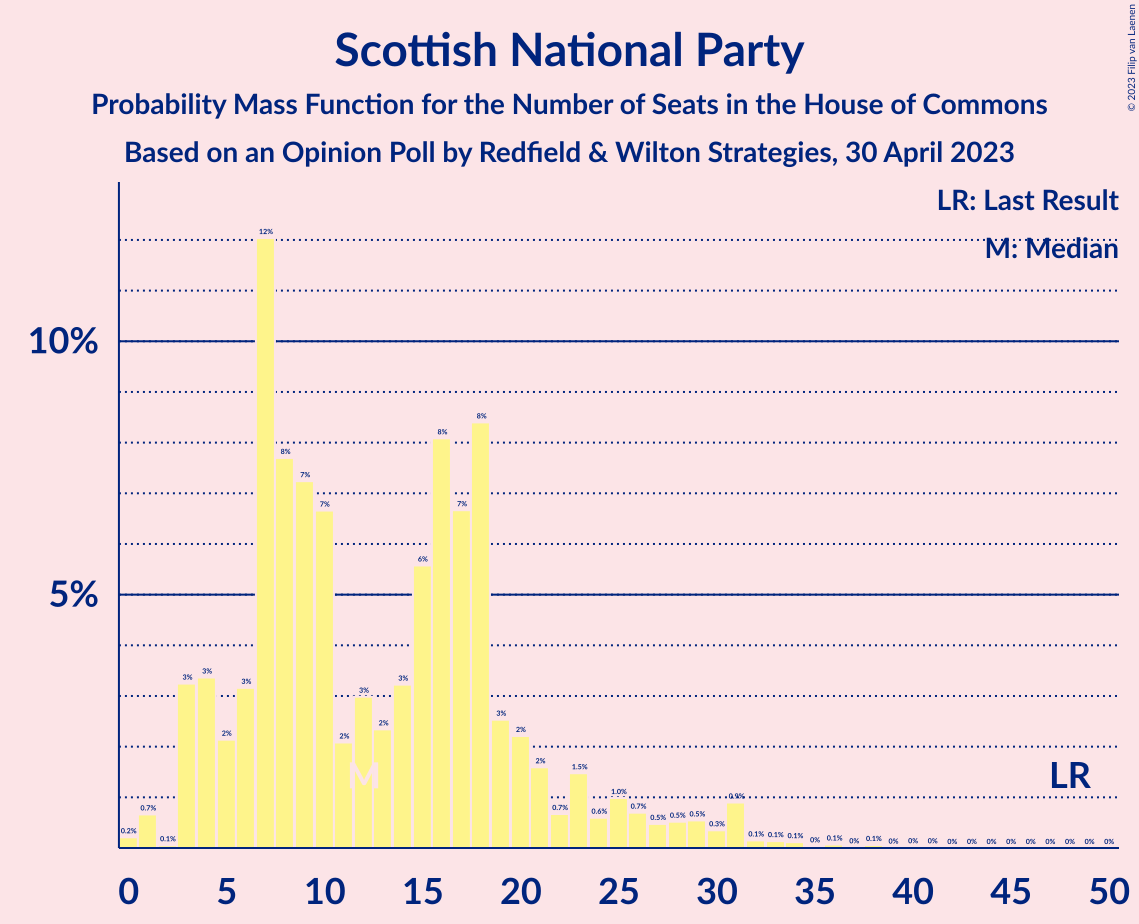 Scottish National Party
Probability Mass Function for the Number of Seats in the House of Commons
Based on an Opinion Poll by Redfield & Wilton Strategies, 30 April 2023
© 2023 Filip van Laenen
LR: Last Result
M: Median
10%
5%
0.2% 0.7% 0.1% 3% 3% 2% 3% 12% 8% 7% 7% 2% 3% 2% 3% 6% 8% 7% 8% 3% 2% 2% 0.7% 1.5% 0.6% 1.0% 0.7% 0.5% 0.5% 0.5% 0.3% 0.9% 0.1% 0.1% 0.1% 0% 0.1% 0% 0.1% 0% 0% 0% 0% 0% 0% 0% 0% 0% 0% 0% 0%
M
LR
0 5 10 15 20 25 30 35 40 45 50